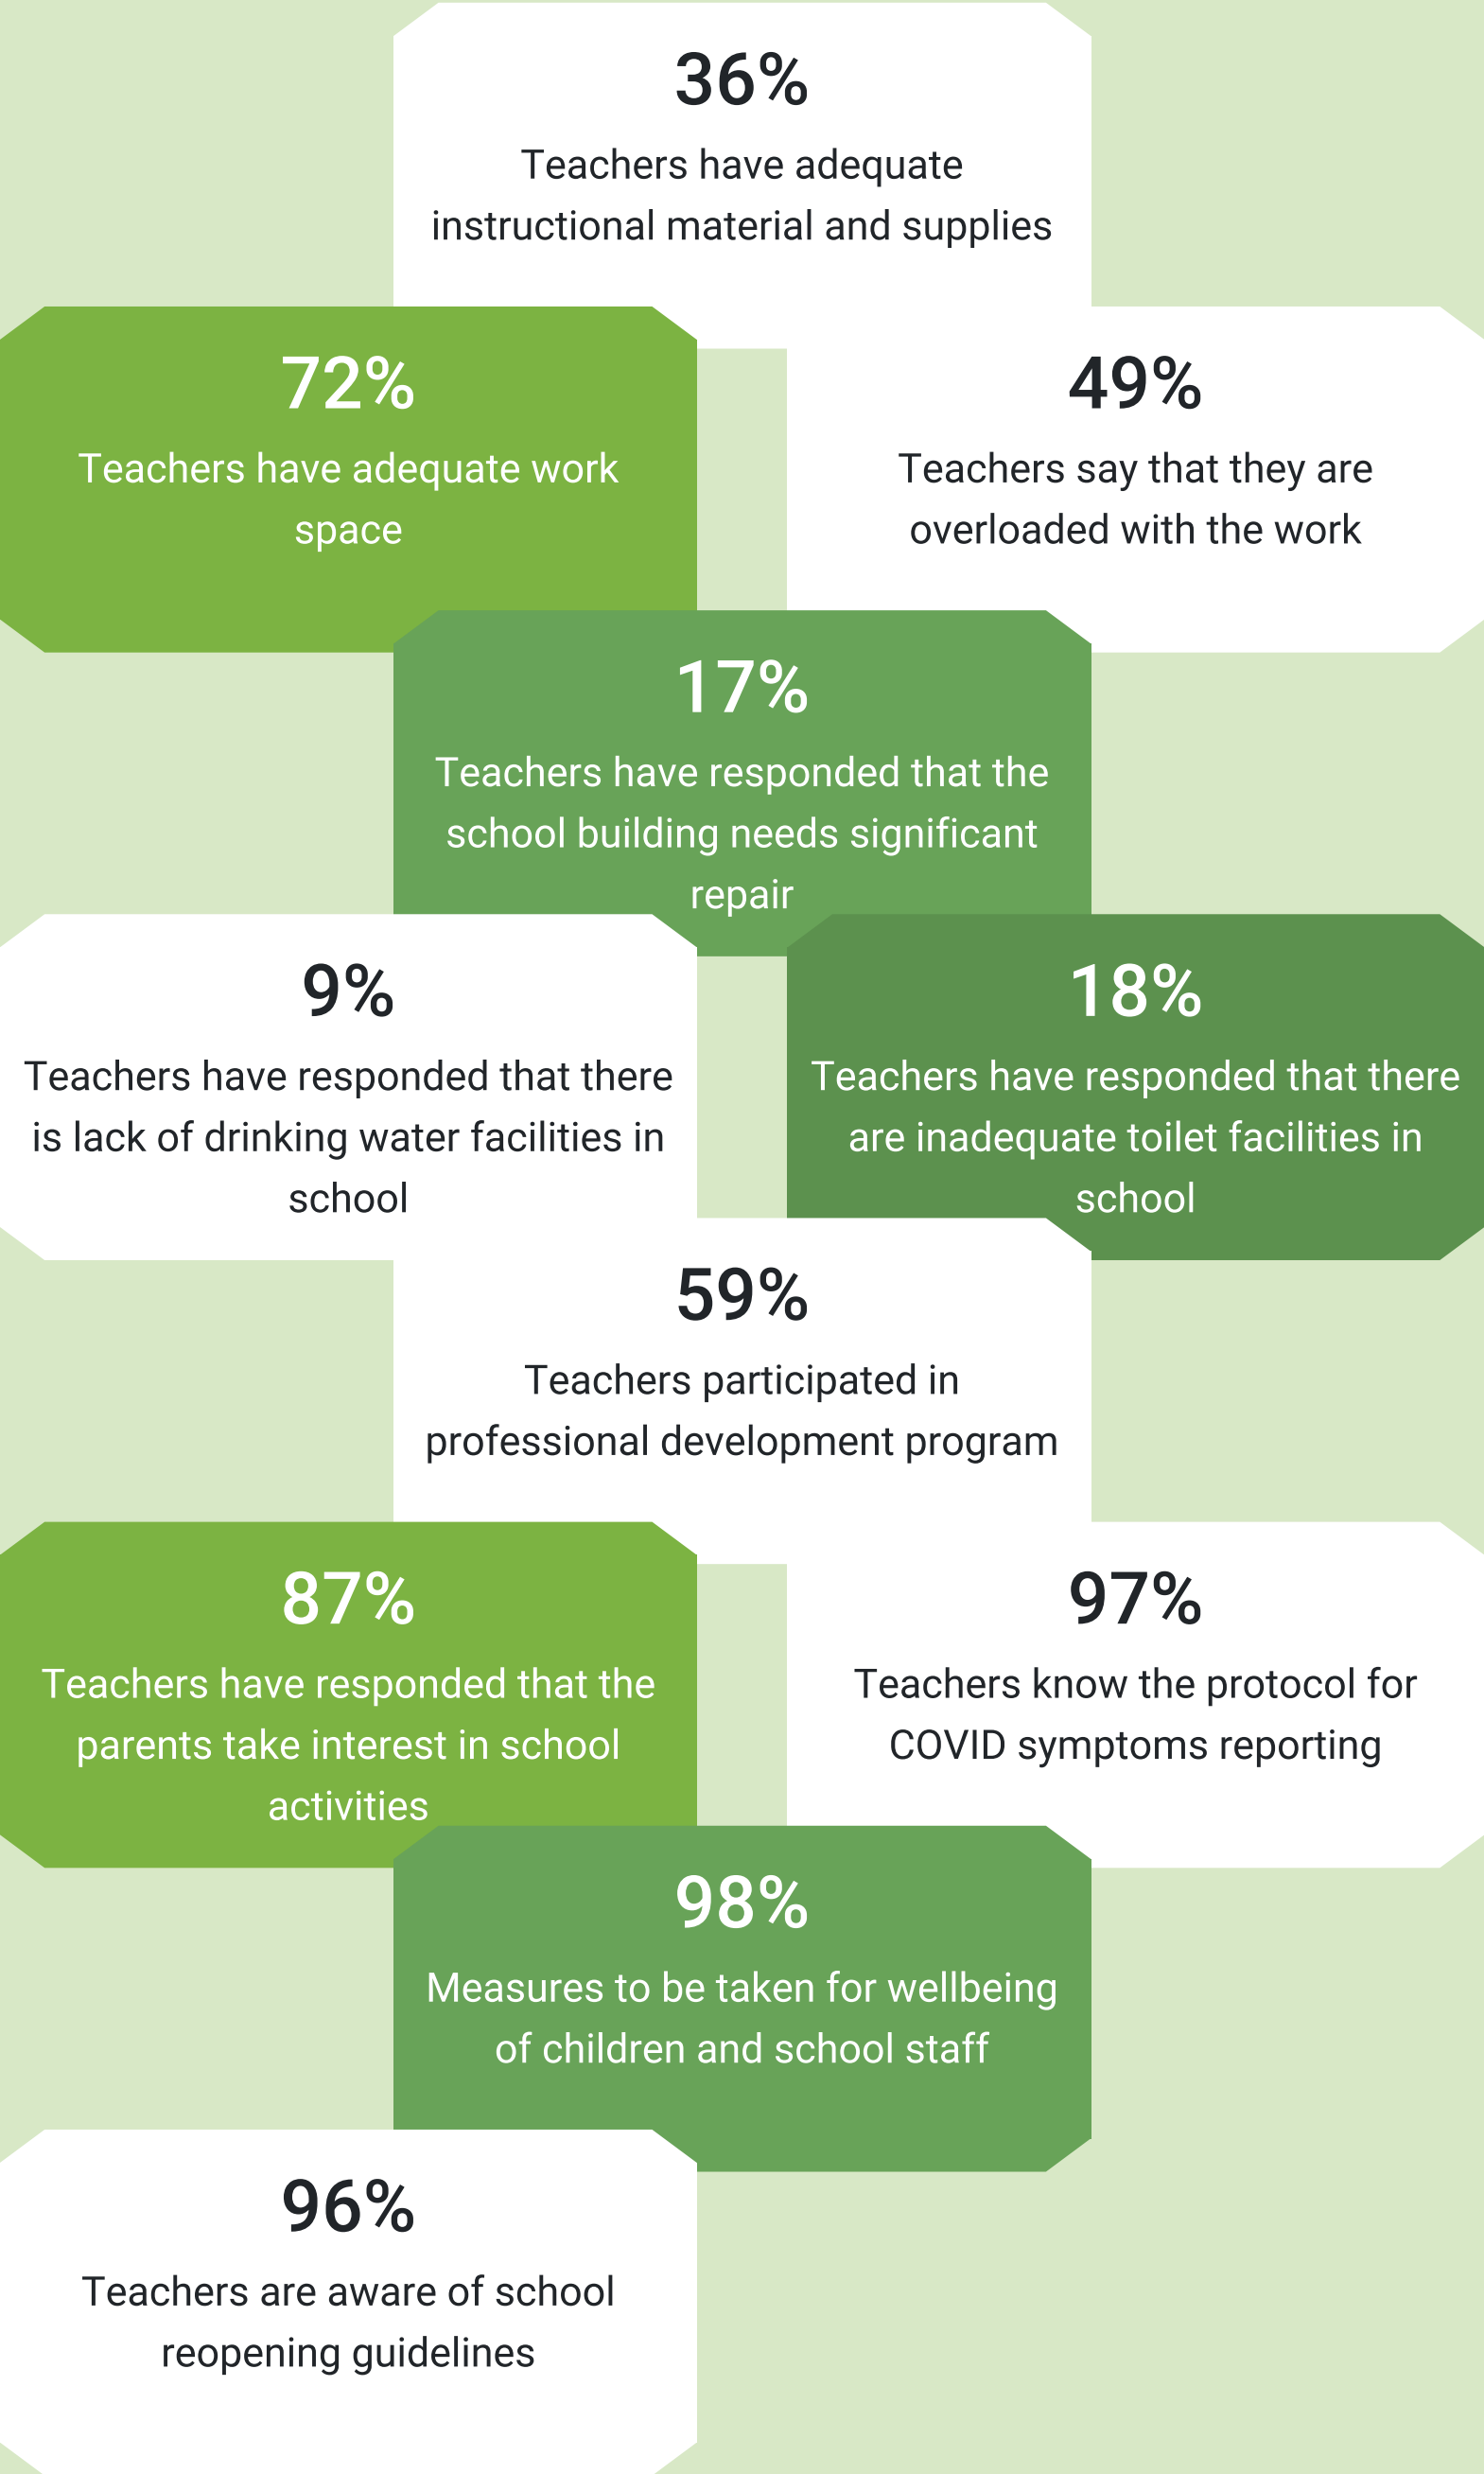 36%
Teachers have adequate
instructional material and supplies
72%
Teachers have adequate work
space
49%
Teachers say that they are
overloaded with the work
17%
Teachers have responded that the
school building needs significant
repair
9%
Teachers have responded that there
is lack of drinking water facilities in
school
18%
Teachers have responded that there
are inadequate toilet facilities in
school
59%
Teachers participated in
professional development program
87%
Teachers have responded that the
parents take interest in school
activities
97%
Teachers know the protocol for
COVID symptoms reporting
98%
Measures to be taken for wellbeing
of children and school staff
96%
Teachers are aware of school
reopening guidelines